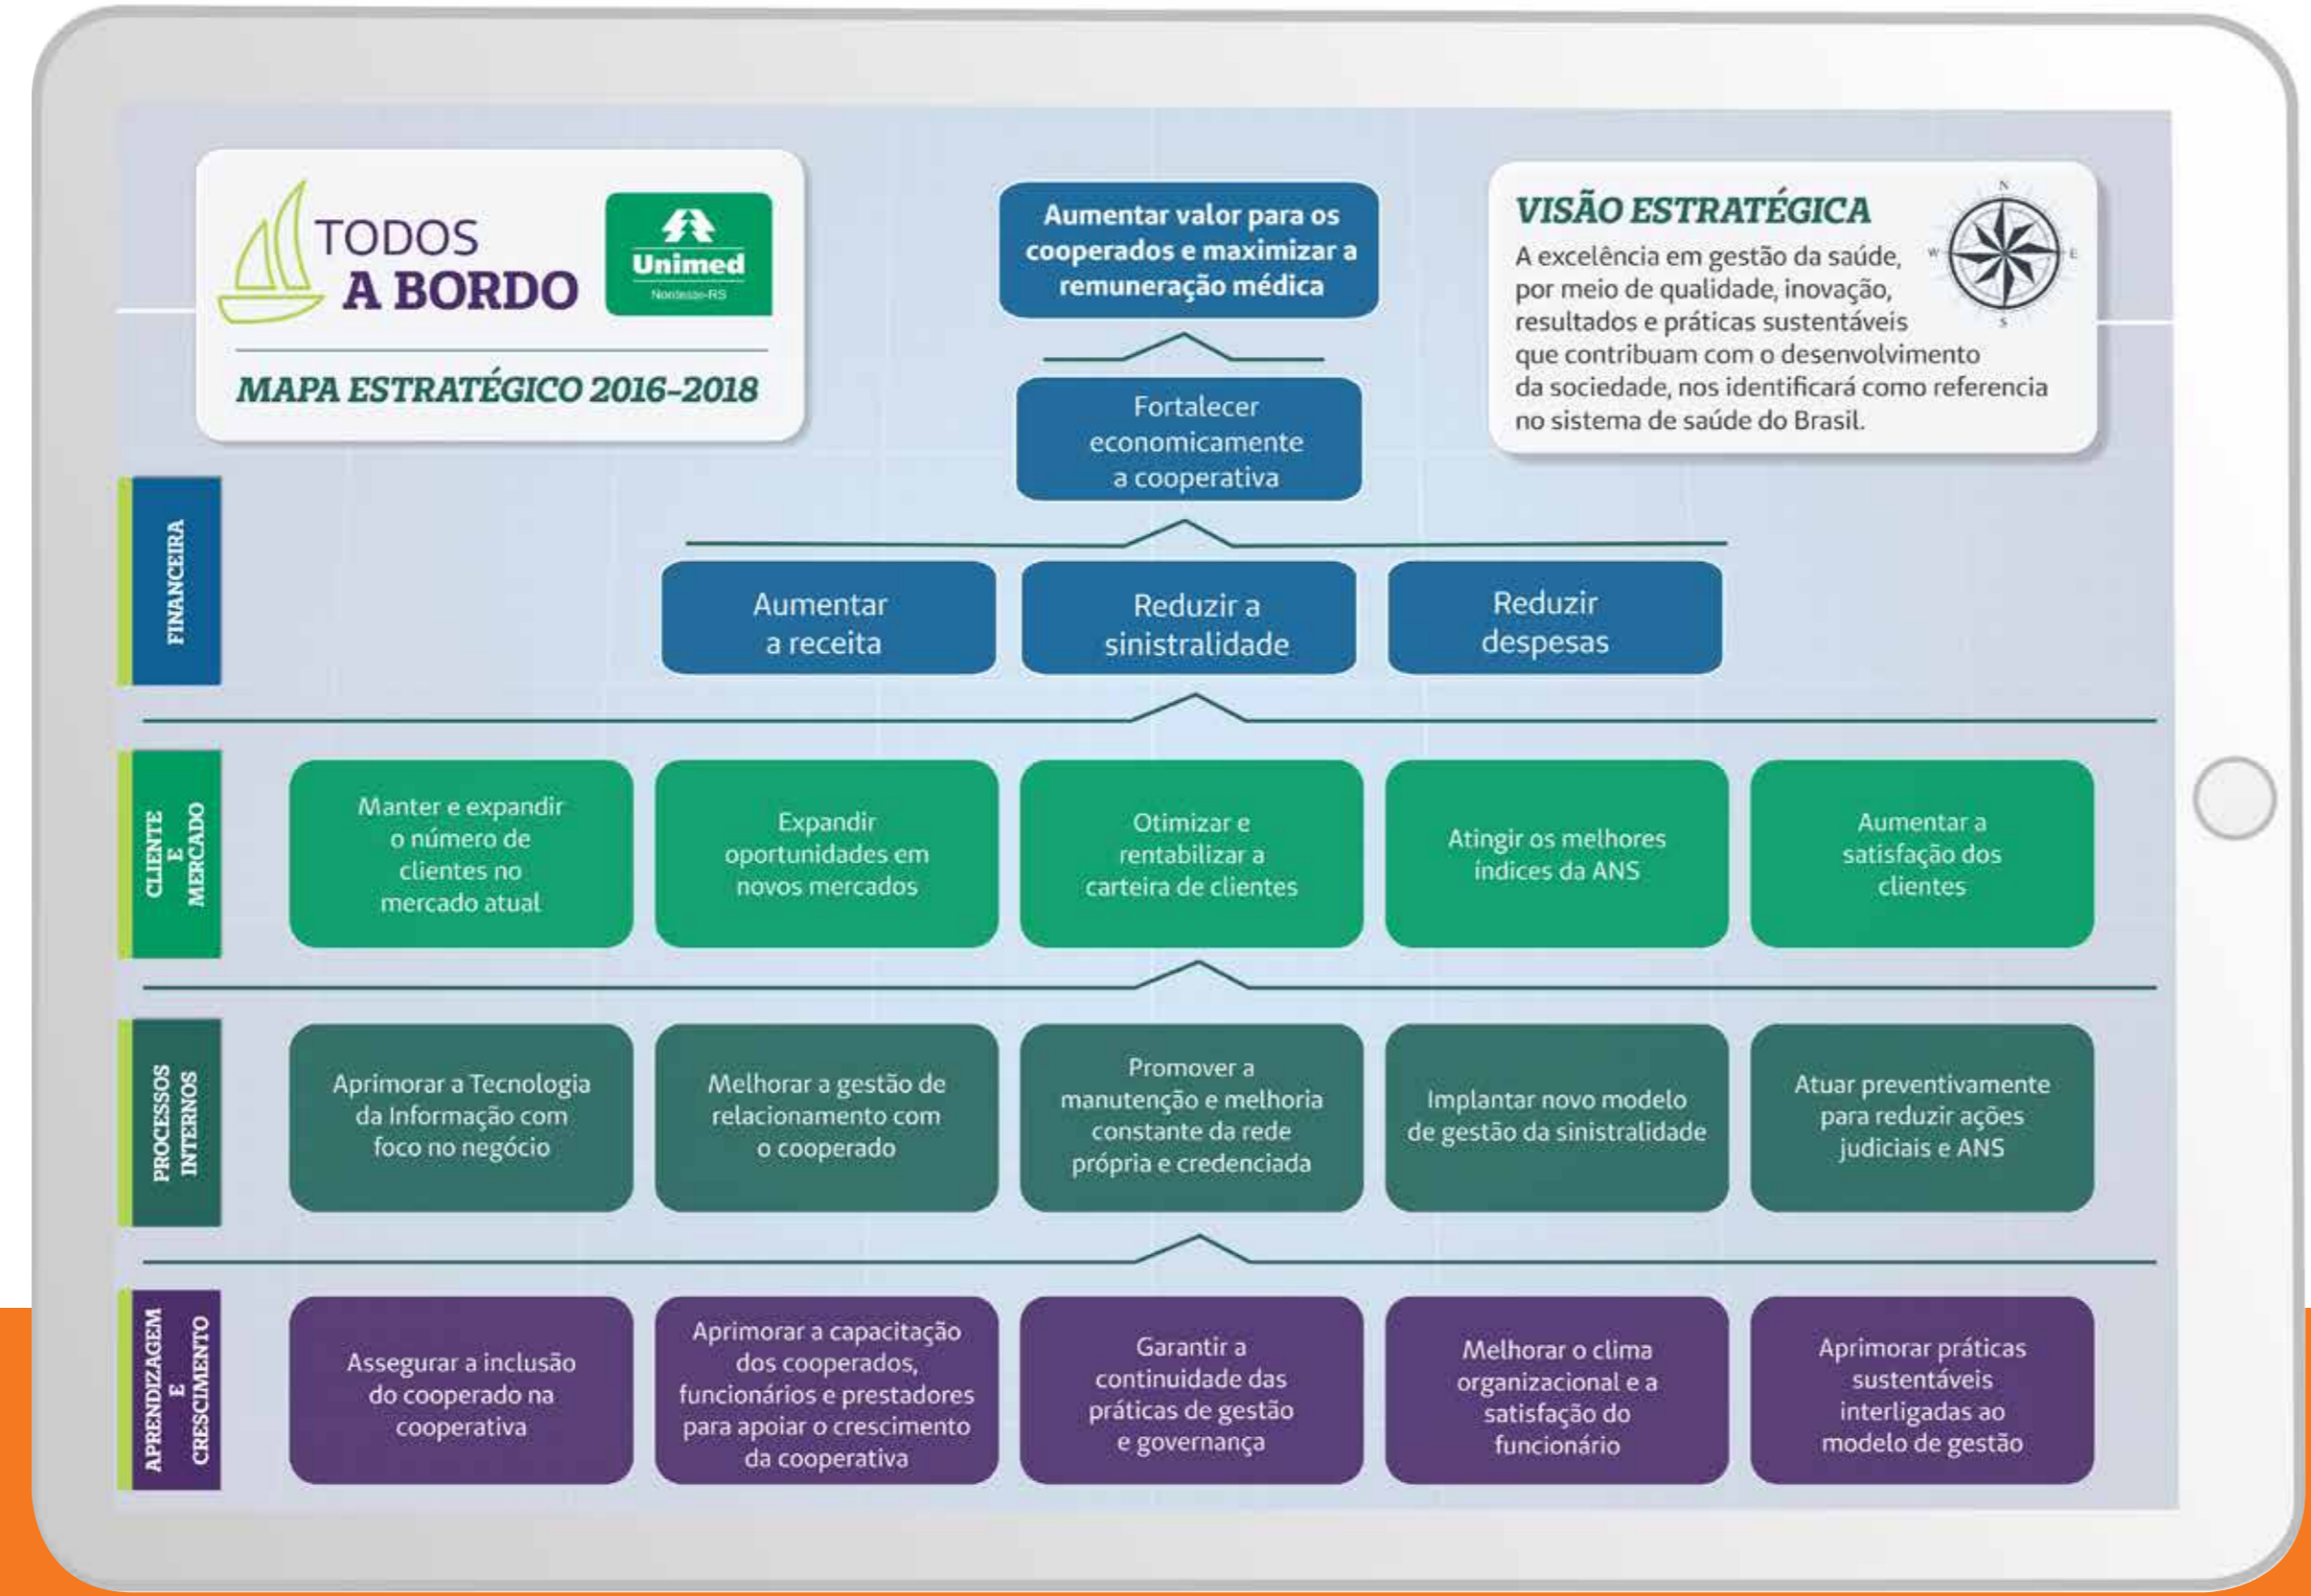 TODOS
A BORDO
Unimed
Nordeste-RS
MAPA ESTRATÉGICO 2016-2018
Aumentar valor para os
cooperados e maximizar a
remuneração médica
VISÃO ESTRATÉGICA
A excelência em gestão da saúde,
por meio de qualidade, inovação,
resultados e práticas sustentáveis
que contribuam com o desenvolvimento
da sociedade, nos identificará como referencia
no sistema de saúde do Brasil.
N
W
E
S
Fortalecer
economicamente
a cooperativa
FINANCEIRA
Aumentar
a receita
Reduzir a
sinistralidade
Reduzir
despesas
CLIENTE
E
MERCADO
Manter e expandir
o número de
clientes no
mercado atual
Expandir
oportunidades em
novos mercados
Otimizar e
rentabilizar a
carteira de clientes
Atingir os melhores
índices da ANS
Aumentar a
satisfação dos
clientes
PROCESSOS
INTERNOS
Aprimorar a Tecnologia
da Informação com
foco no negócio
Melhorar a gestão de
relacionamento com
o cooperado
Promover a
manutenção e melhoria
constante da rede
própria e credenciada
Implantar novo modelo
de gestão da sinistralidade
Atuar preventivamente
para reduzir ações
judiciais e ANS
APRENDIZAGEM
E
CRESCIMENTO
Assegurar a inclusão
do cooperado na
cooperativa
Aprimorar a capacitação
dos cooperados,
funcionários e prestadores
para apoiar o crescimento
da cooperativa
Garantir a
continuidade das
práticas de gestão
e governança
Melhorar o clima
organizacional e a
satisfação do
funcionário
Aprimorar práticas
sustentáveis
interligadas ao
modelo de gestão